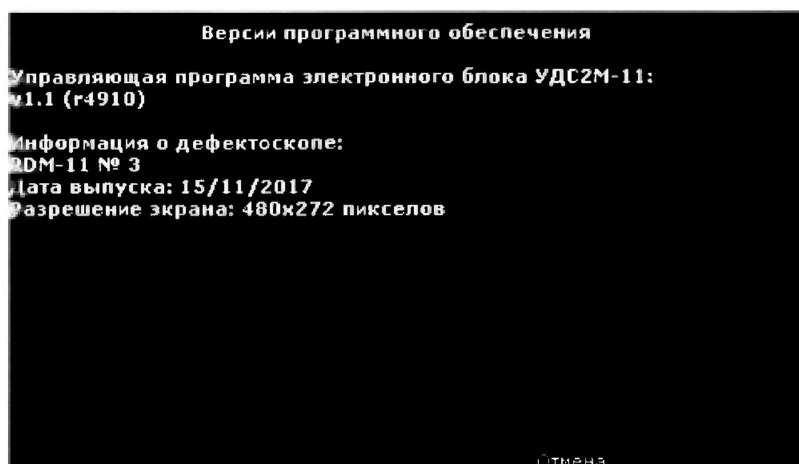 Версии программного обеспечения
Управляющая программа электронного блока УДС2М-11:
v1.1 (r4910)
Информация о дефектоскопе:
RDM-11 № 3
Дата выпуска: 15/11/2017
Разрешение экрана: 480x272 пикселов
Отмена